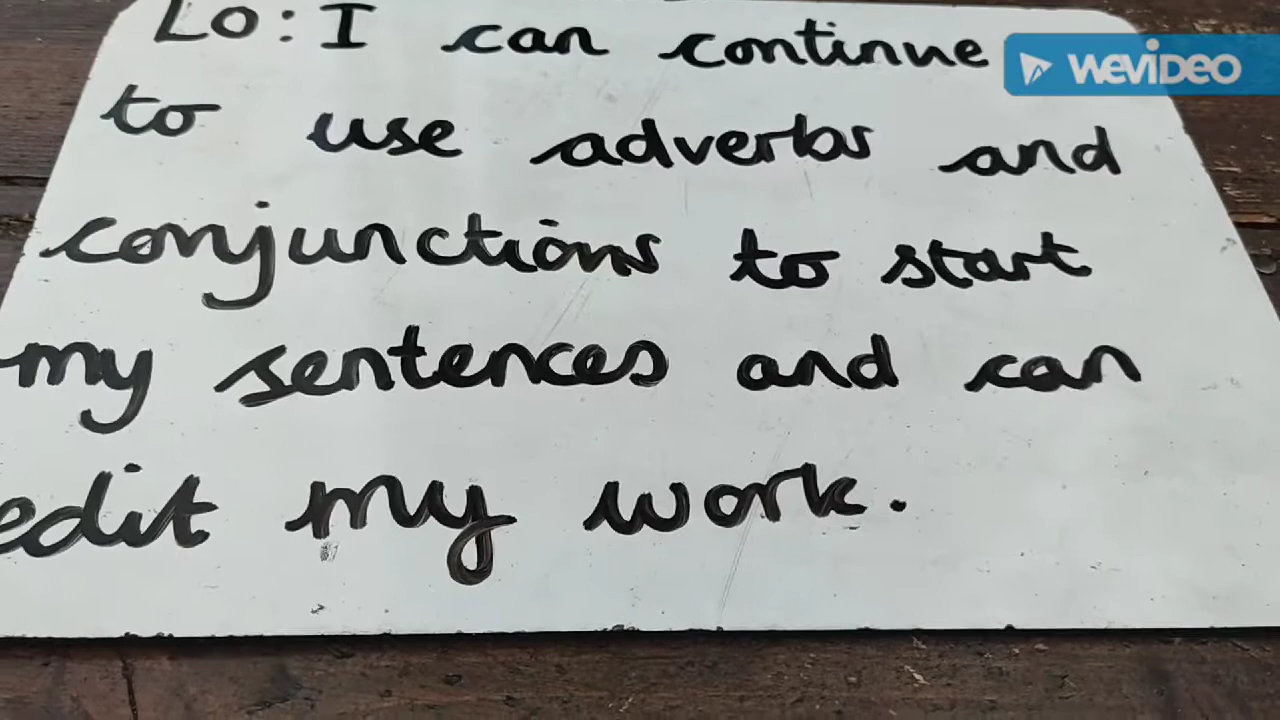 LO: I can continue
WeVideo
to use adverbs and
conjunctions to start
my sentences and can
edit my work.